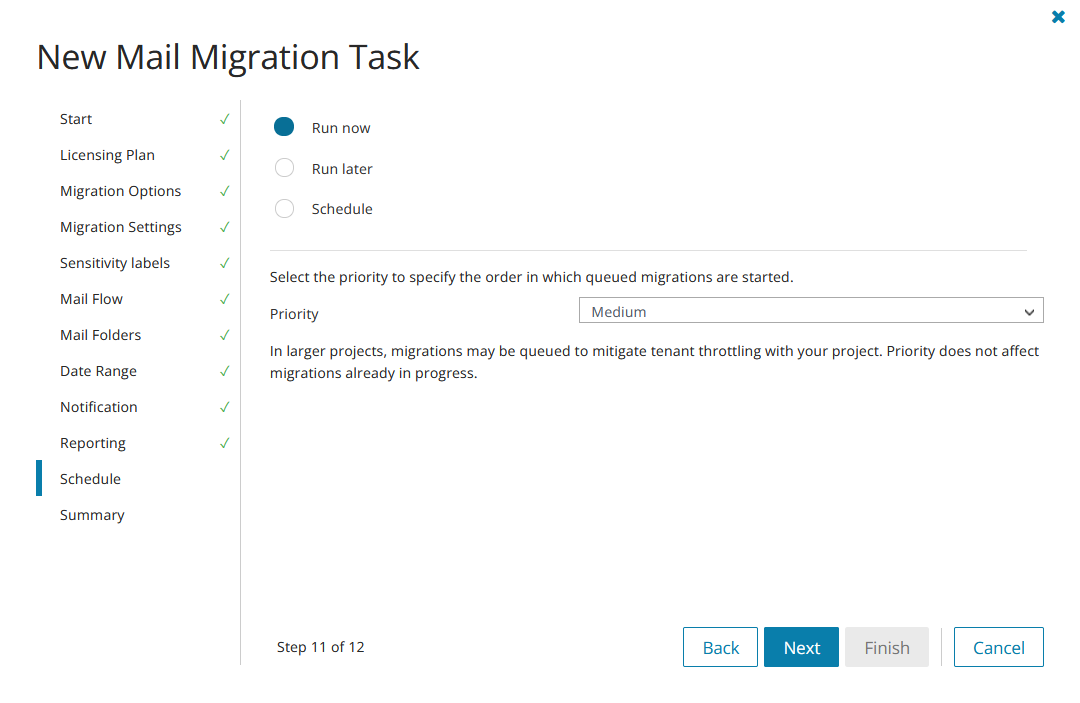 New Mail Migration Task
Start
Licensing Plan
Migration Options
Migration Settings
Sensitivity labels
Mail Flow
Mail Folders
Date Range
Notification
Reporting
Schedule
Summary
Run now
Run later
Schedule
Select the priority to specify the order in which queued migrations are started.
Priority
Medium
In larger projects, migrations may be queued to mitigate tenant throttling with your project. Priority does not affect
migrations already in progress.
Step 11 of 12
Back
Next
Finish
Cancel